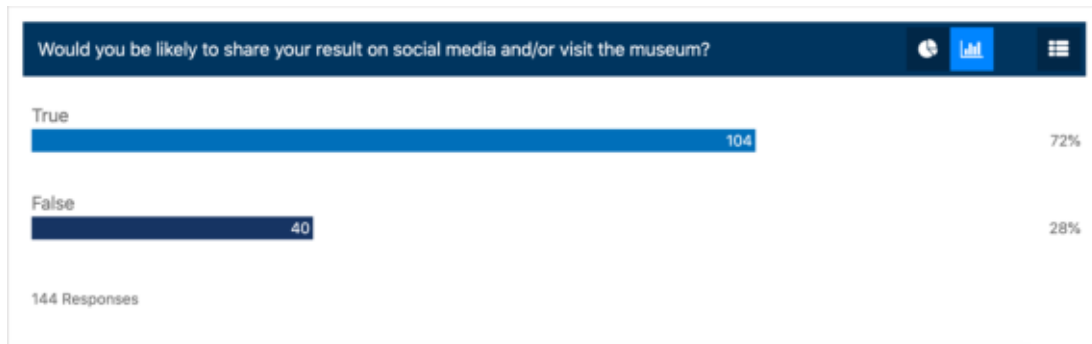 Would you be likely to share your result on social media and/or visit the museum?
True
104 72%
False
40 28%
144 Responses